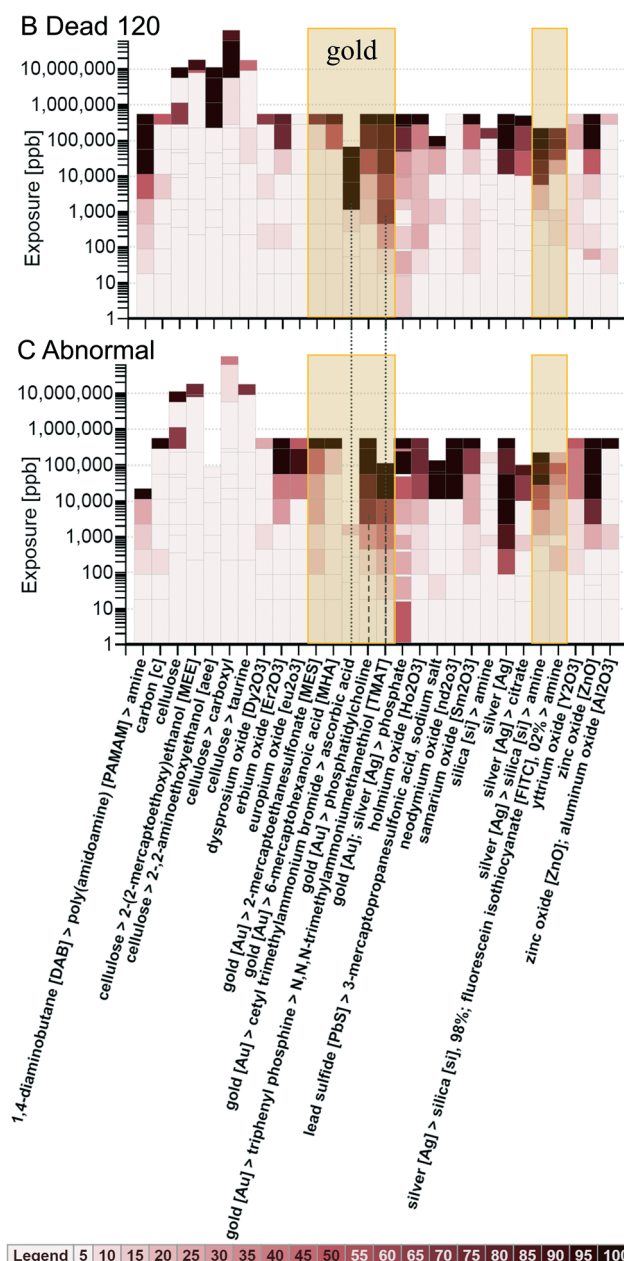 B Dead 120
gold
10,000,000
1,000,000
100,000
10,000
1,000
100
10
1
Exposure [ppb]
C Abnormal
10,000,000
1,000,000
100,000
10,000
1,000
100
10
1
Exposure [ppb]
1,4-diaminobutane [DAB] > poly(amidoamine) [PAMAM] > amine
carbon [c]
cellulose
cellulose > 2-(2-mercaptoethoxy)ethanol [MEE]
cellulose > 2-,2-aminoethoxyethanol [aee]
cellulose > carboxyl
cellulose > taurine
dysprosium oxide [Dy2O3]
erbium oxide [Er2O3]
europium oxide [eu2o3]
gold [Au] > 2-mercaptoethanesulfonate [MES]
gold [Au] > 6-mercaptohexanoic acid [MHA]
gold [Au] > cetyl trimethylammonium bromide > ascorbic acid
gold [Au] > phosphatidylcholine
gold [Au] > triphenyl phosphine > N,N,N-trimethylammoniumethanethiol [TMAT]
gold [Au]; silver [Ag] > phosphate
holmium oxide [Ho2O3]
lead sulfide [PbS] > 3-mercaptopropanesulfonic acid, sodium salt
neodymium oxide [nd2o3]
samarium oxide [Sm2O3]
silica [si] > amine
silver [Ag]
silver [Ag] > citrate
silver [Ag] > silica [si] > amine
silver [Ag] > silica [si], 98%; fluorescein isothiocyanate [FITC], 02% > amine
yttrium oxide [Y2O3]
zinc oxide [ZnO]
zinc oxide [ZnO]; aluminum oxide [Al2O3]
Legend 5 10 15 20 25 30 35 40 45 50 55 60 65 70 75 80 85 90 95 100